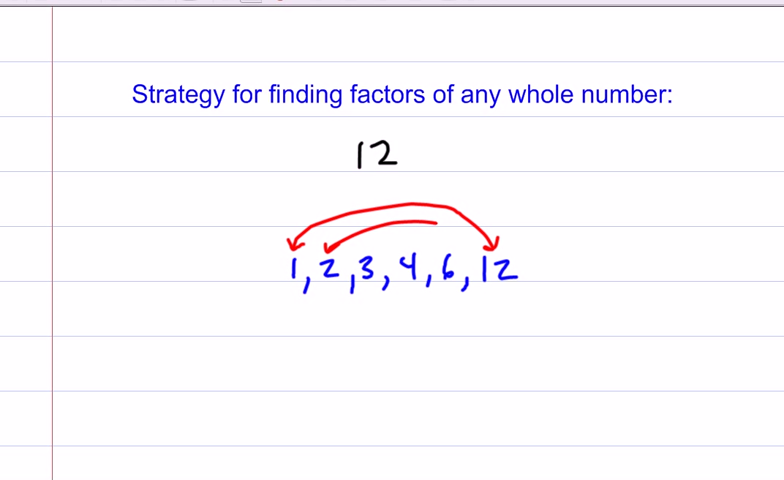 Strategy for finding factors of any whole number:
12
1, 2, 3, 4, 6, 12